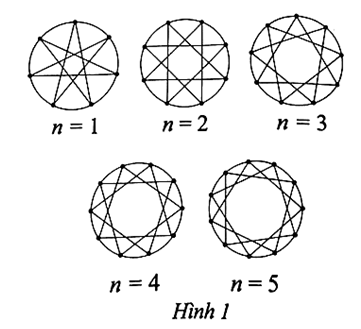 n = 1
n = 2
n = 3
n = 4
n = 5
Hình 1